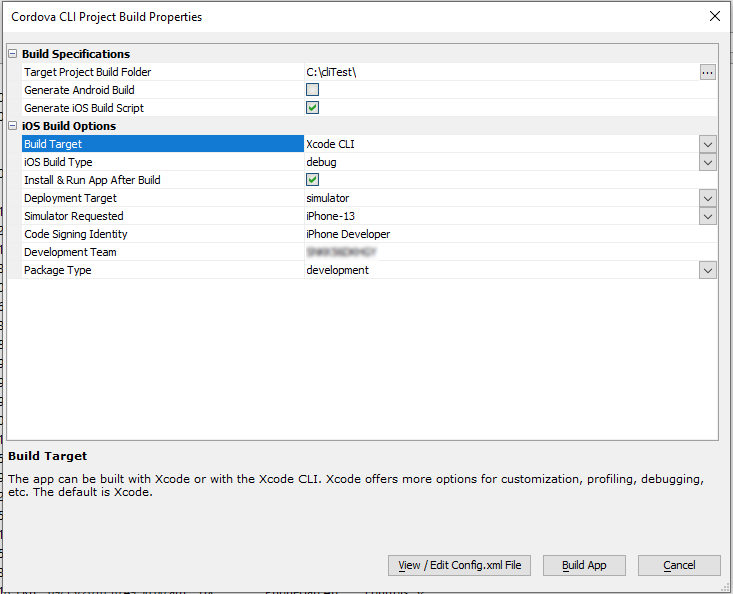 Cordova CLI Project Build Properties
Build Specifications
Target Project Build Folder C:\cliTest\
Generate Android Build
Generate iOS Build Script
iOS Build Options
Build Target Xcode CLI
iOS Build Type debug
Install & Run App After Build
Deployment Target simulator
Simulator Requested iPhone-13
Code Signing Identity iPhone Developer
Development Team
Package Type development
Build Target
The app can be built with Xcode or with the Xcode CLI. Xcode offers more options for customization, profiling, debugging,
etc. The default is Xcode.
View / Edit Config.xml File Build App Cancel